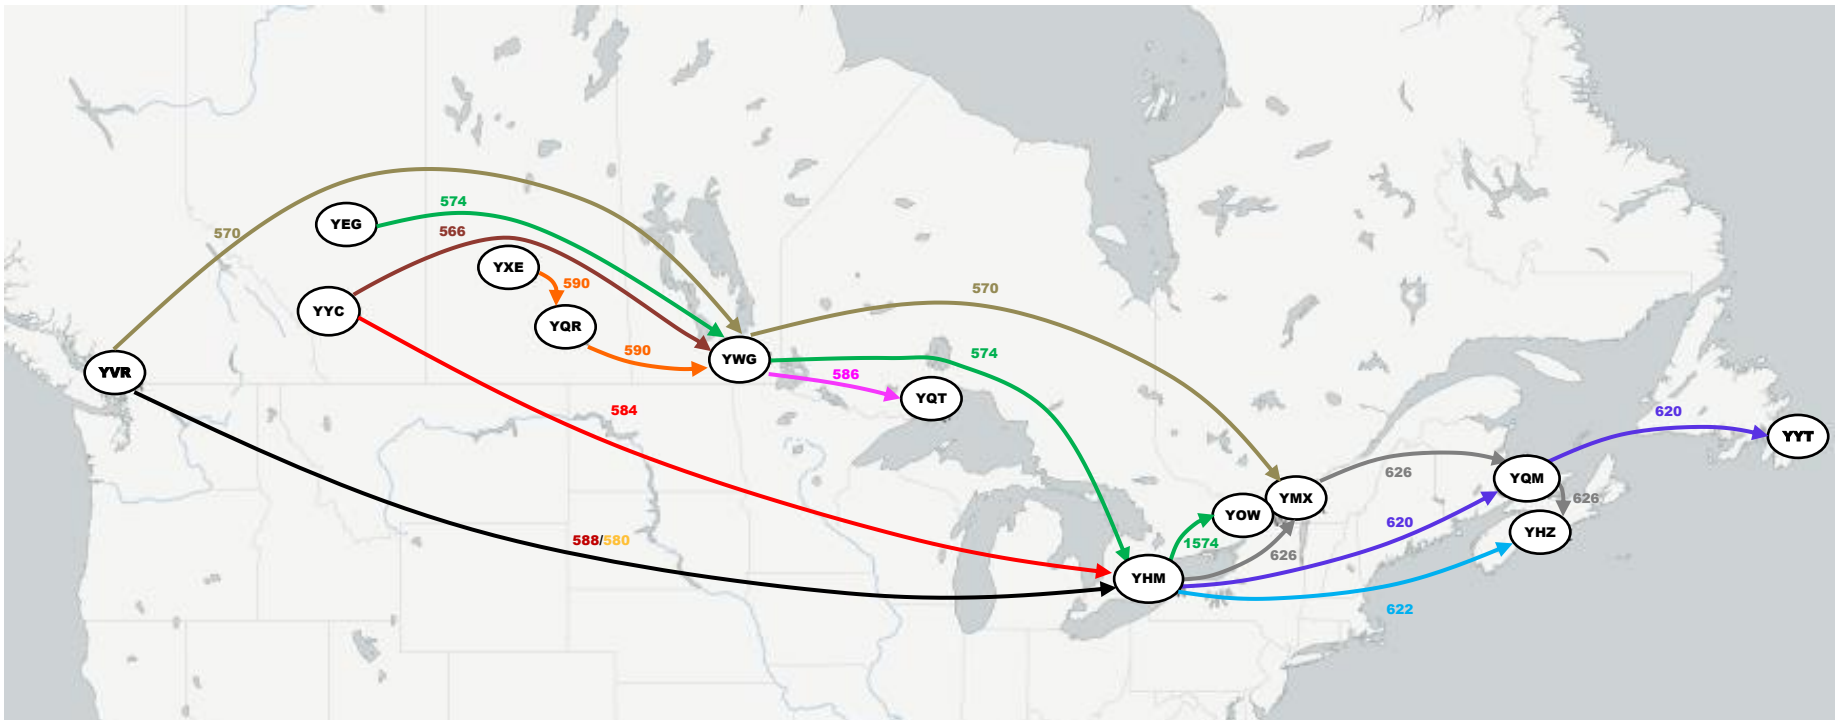 574
YEG
570
566
YXE
590
570
YYC
YQR
590
574
YWG
586
YVR
YQT
584
620
YYT
626
YQM
626
YMX
YOW
620
YHZ
588/580
1574
626
YHM
622